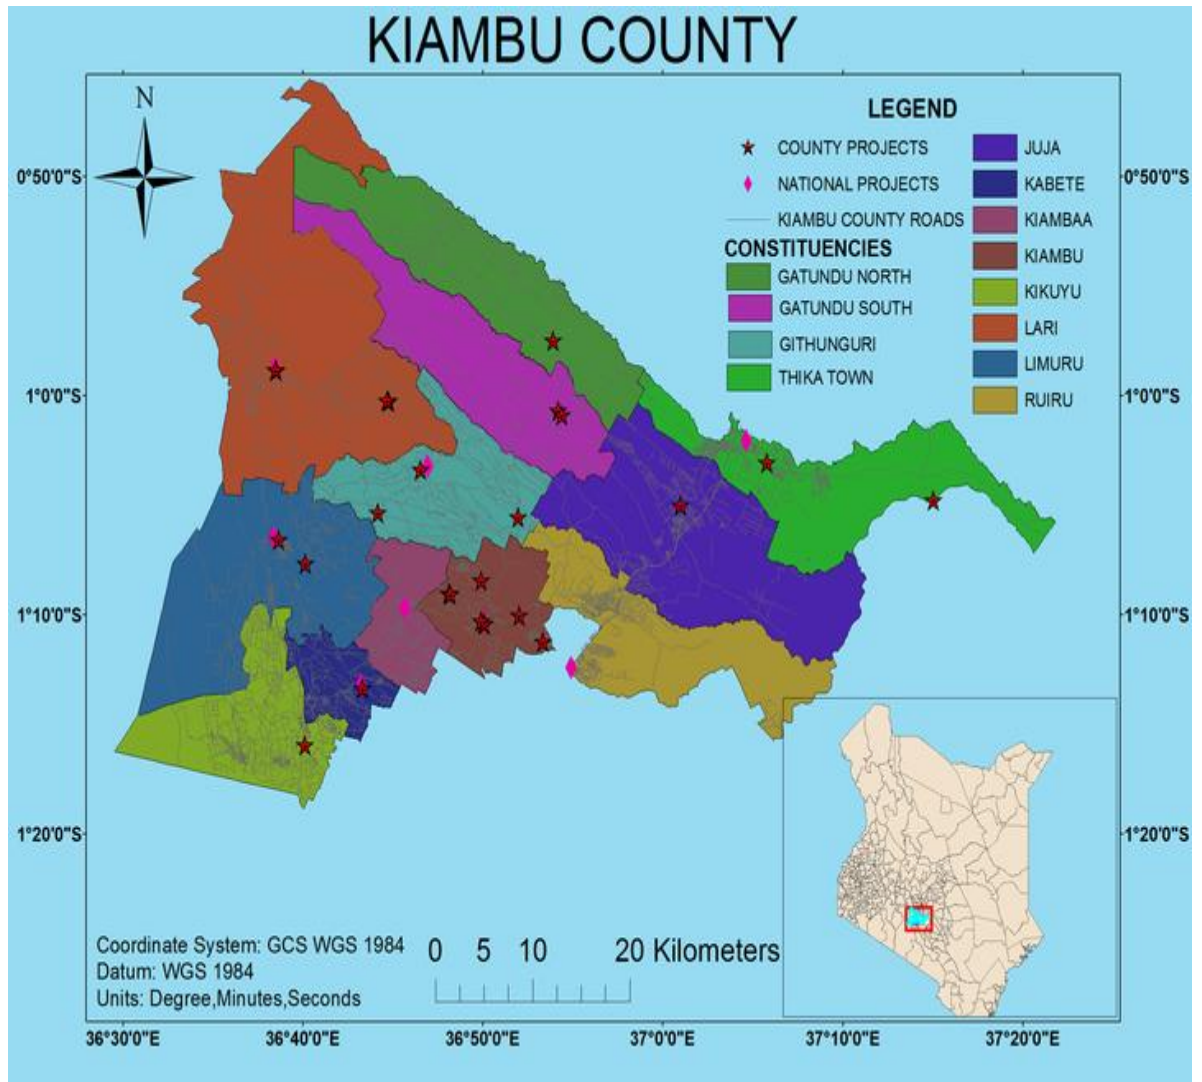 KIAMBU COUNTY
N
LEGEND
COUNTY PROJECTS
NATIONAL PROJECTS
KIAMBU COUNTY ROADS
CONSTITUENCIES
GATUNDU NORTH
GATUNDU SOUTH
GITHUNGURI
THIKA TOWN
JUJA
KABETE
KIAMBAA
KIAMBU
KIKUYU
LARI
LIMURU
RUIRU
0°50'0"S
1°0'0"S
1°10'0"S
1°20'0"S
0°50'0"S
1°0'0"S
1°10'0"S
1°20'0"S
Coordinate System: GCS WGS 1984
Datum: WGS 1984
Units: Degree,Minutes,Seconds
0 5 10 20 Kilometers
36°30'0"E 36°40'0"E 36°50'0"E 37°0'0"E 37°10'0"E 37°20'0"E